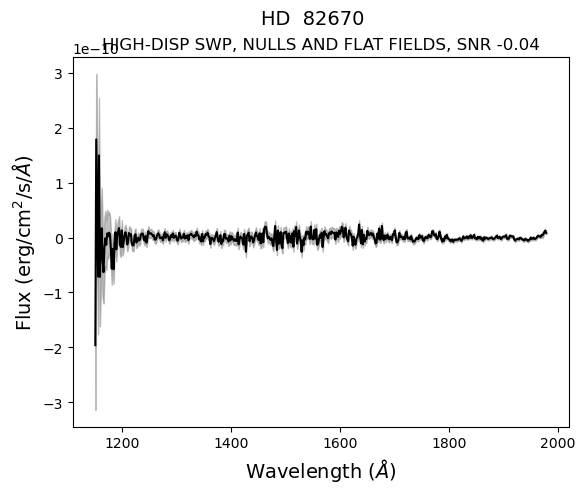 HD  82670
1e−10
HIGH-DISP SWP, NULLS AND FLAT FIELDS, SNR -0.04
3
2
1
0
−1
−2
−3
Flux (erg/cm²/s/Å)
1200
1400
1600
1800
2000
Wavelength (Å)